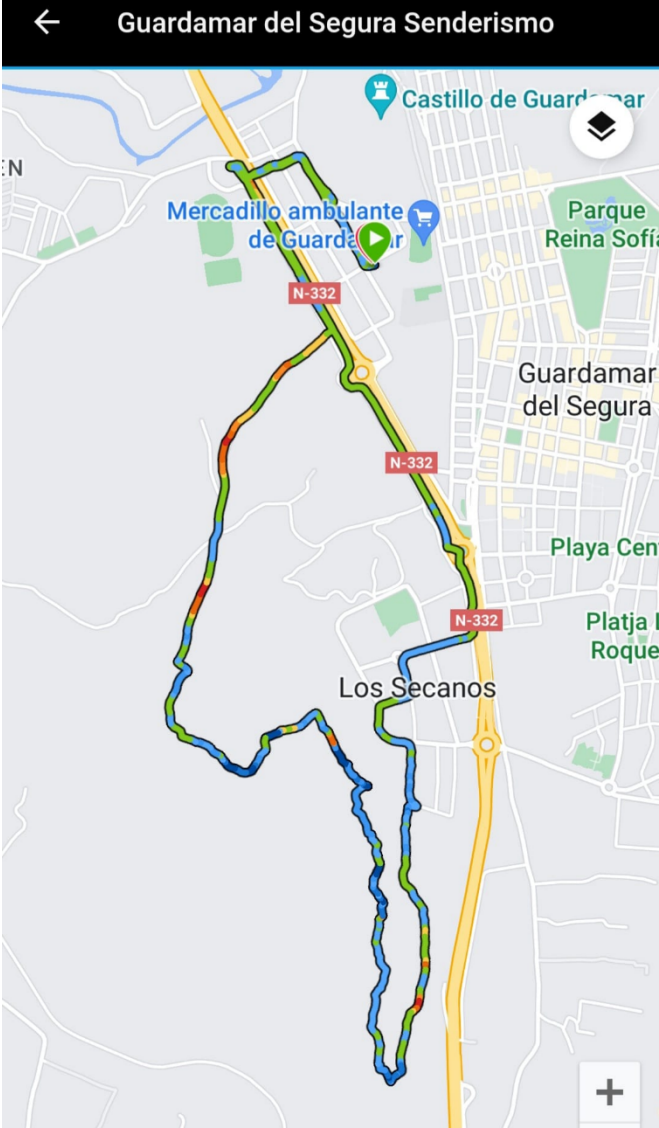 Guardamar del Segura Senderismo
Castillo de Guardamar
EN
Mercadillo ambulante
de Guardamar
Parque
Reina Sofía
N-332
Guardamar
del Segura
N-332
Playa Cen
N-332
Platja
Roque
Los Secanos
+